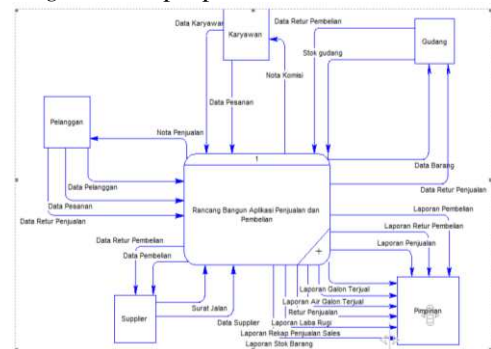 Data Karyawan
Karyawan
Data Retur Pembelian
Gudang
Stok gudang
Nota Komisi
Data Pesanan
Pelanggan
Nota Penjualan
1
Data Barang
Data Pelanggan
Data Retur Penjualan
Data Pesanan
Data Retur Penjualan
Rancang Bangun Aplikasi Penjualan dan
Pembelian
Laporan Pembelian
Laporan Retur Pembelian
Laporan Penjualan
Data Retur Pembelian
Data Pembelian
+
Laporan Galon Terjual
Laporan Air Galon Terjual
Retur Penjualan
Laporan Laba Rugi
Laporan Rekap Penjualan Sales
Laporan Stok Barang
Supplier
Surat Jalan
Data Supplier
Pimpinan